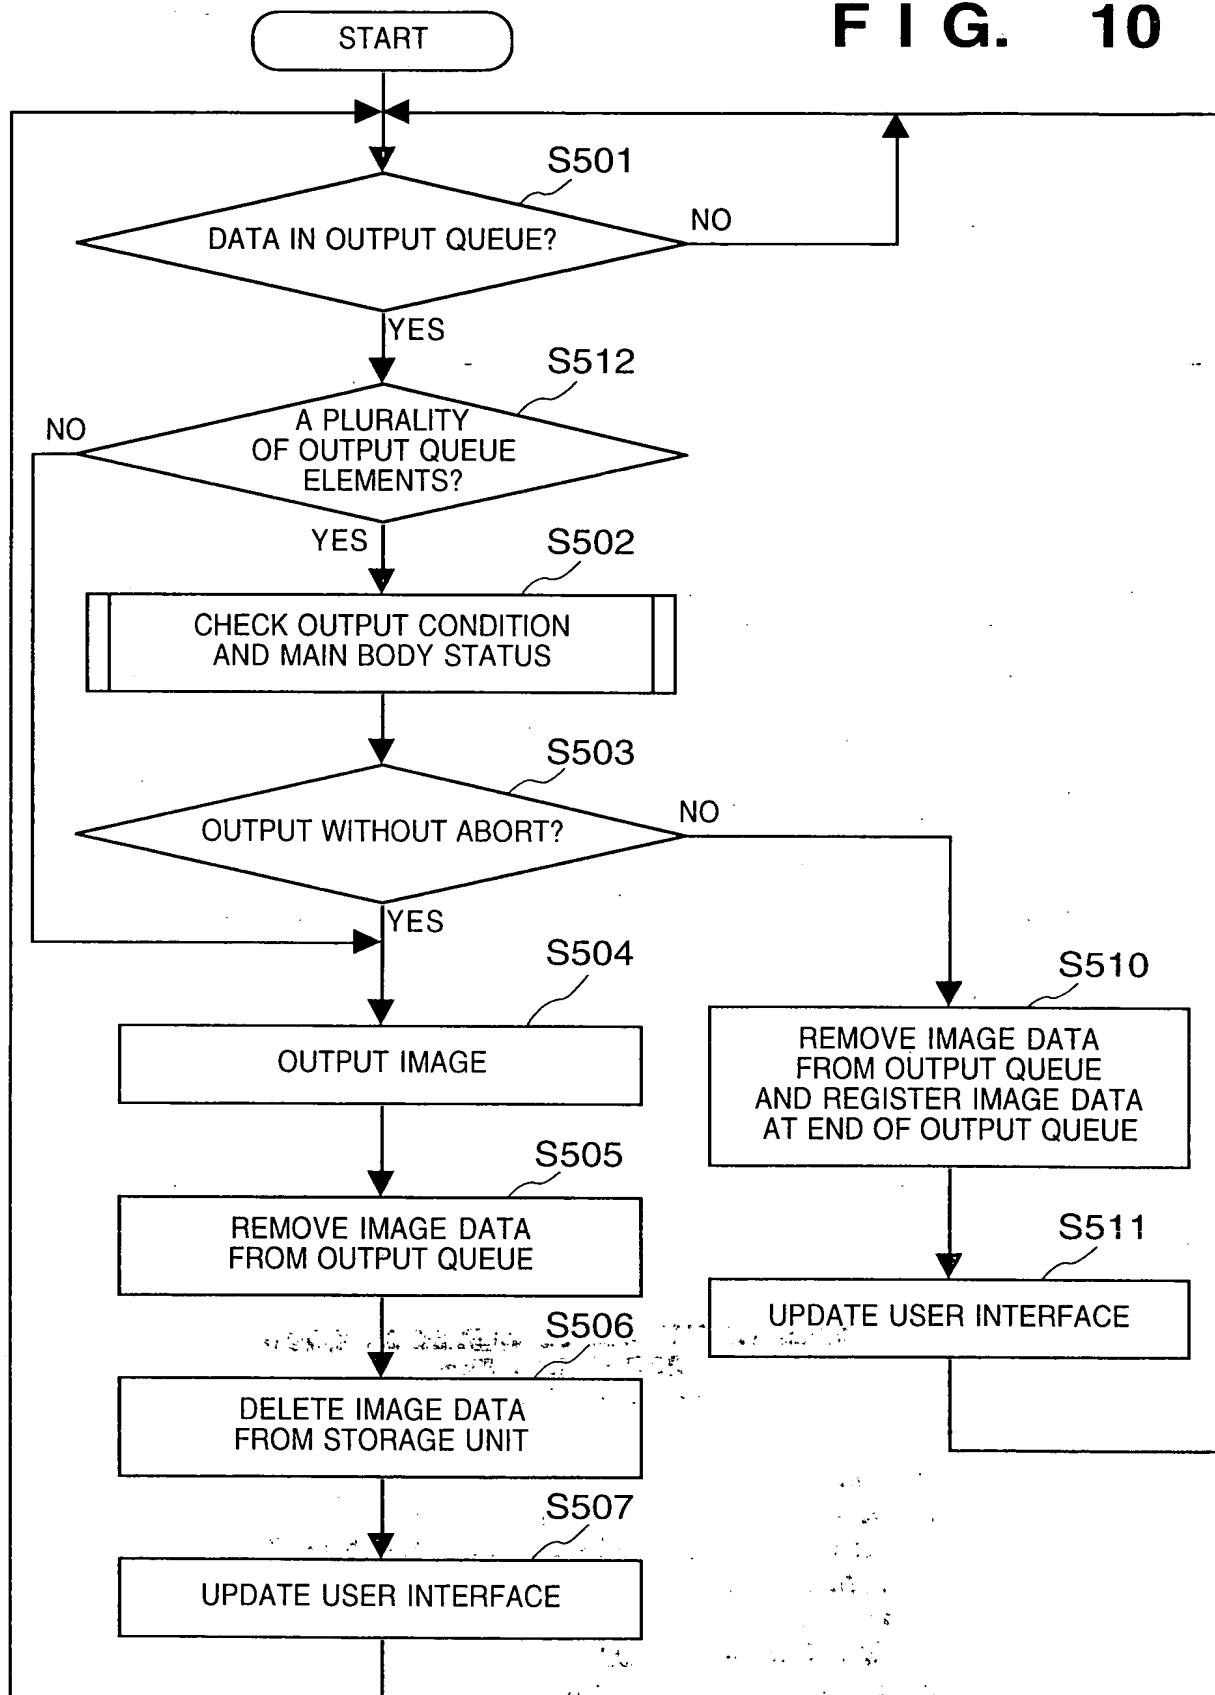 FIG. 10
START
S501
DATA IN OUTPUT QUEUE?
NO
YES
S512
A PLURALITY
OF OUTPUT QUEUE
ELEMENTS?
NO
YES
S502
CHECK OUTPUT CONDITION
AND MAIN BODY STATUS
S503
OUTPUT WITHOUT ABORT?
NO
YES
S504
OUTPUT IMAGE
S510
REMOVE IMAGE DATA
FROM OUTPUT QUEUE
AND REGISTER IMAGE DATA
AT END OF OUTPUT QUEUE
S505
REMOVE IMAGE DATA
FROM OUTPUT QUEUE
S511
UPDATE USER INTERFACE
S506
DELETE IMAGE DATA
FROM STORAGE UNIT
S507
UPDATE USER INTERFACE